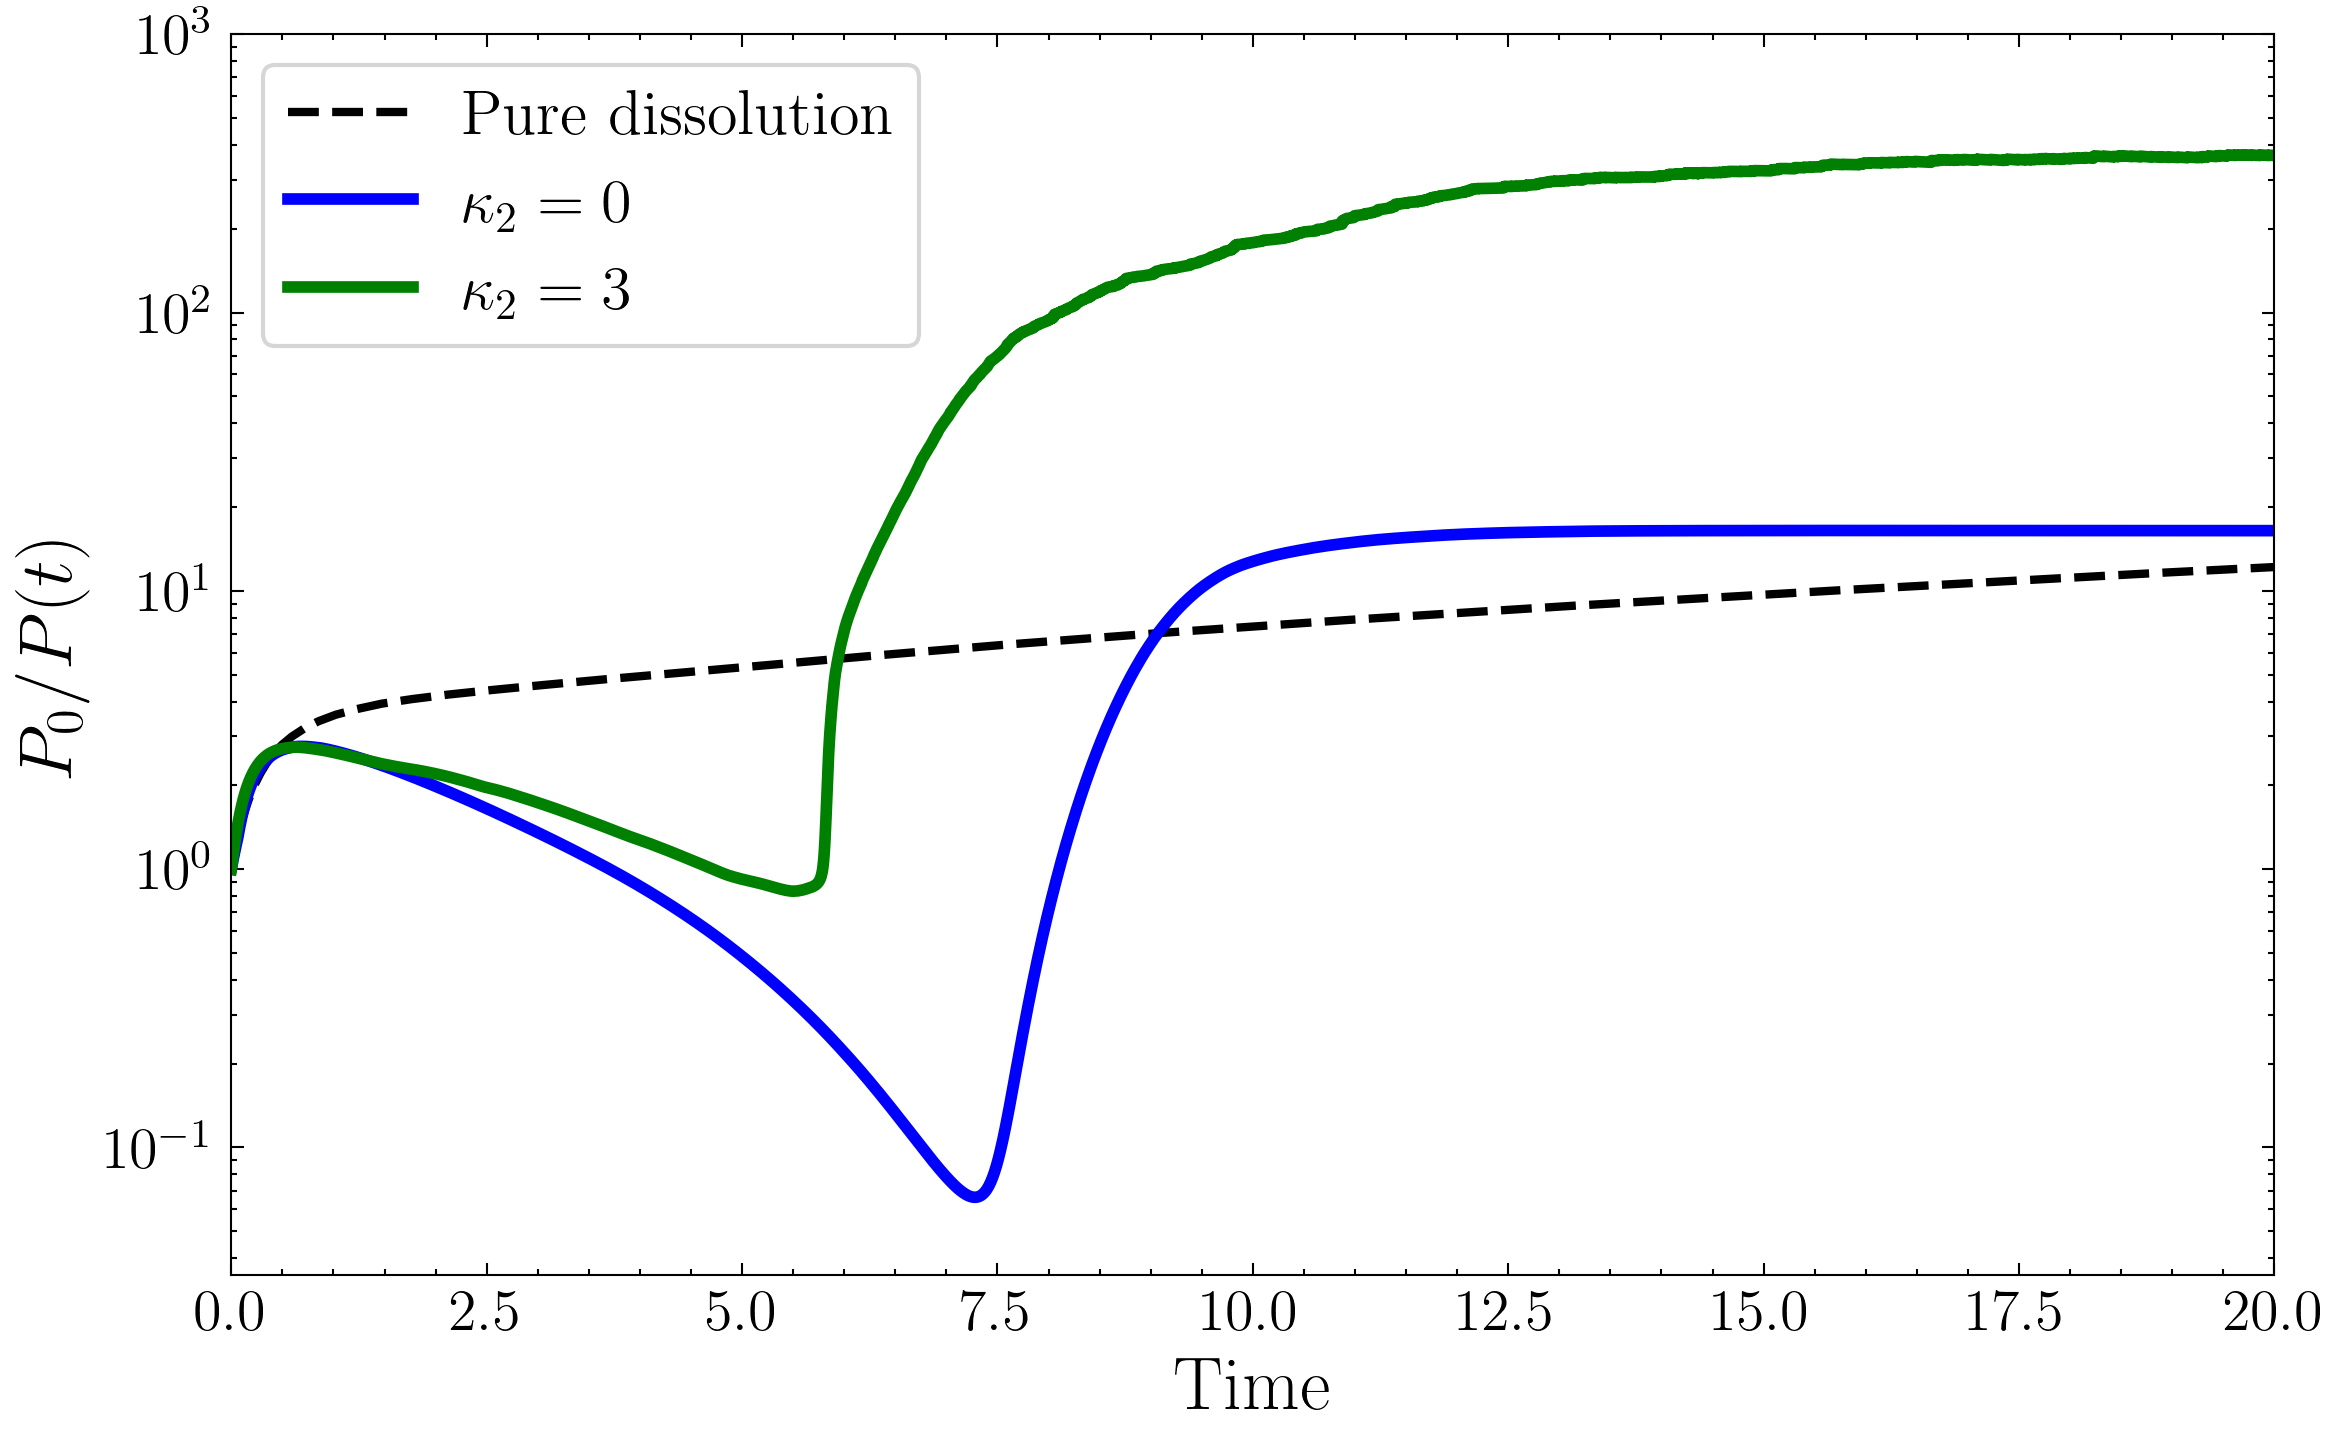 10³
Pure dissolution
κ₂ = 0
κ₂ = 3
10²
10¹
10⁰
10⁻¹
P₀/P(t)
0.0 2.5 5.0 7.5 10.0 12.5 15.0 17.5 20.0
Time